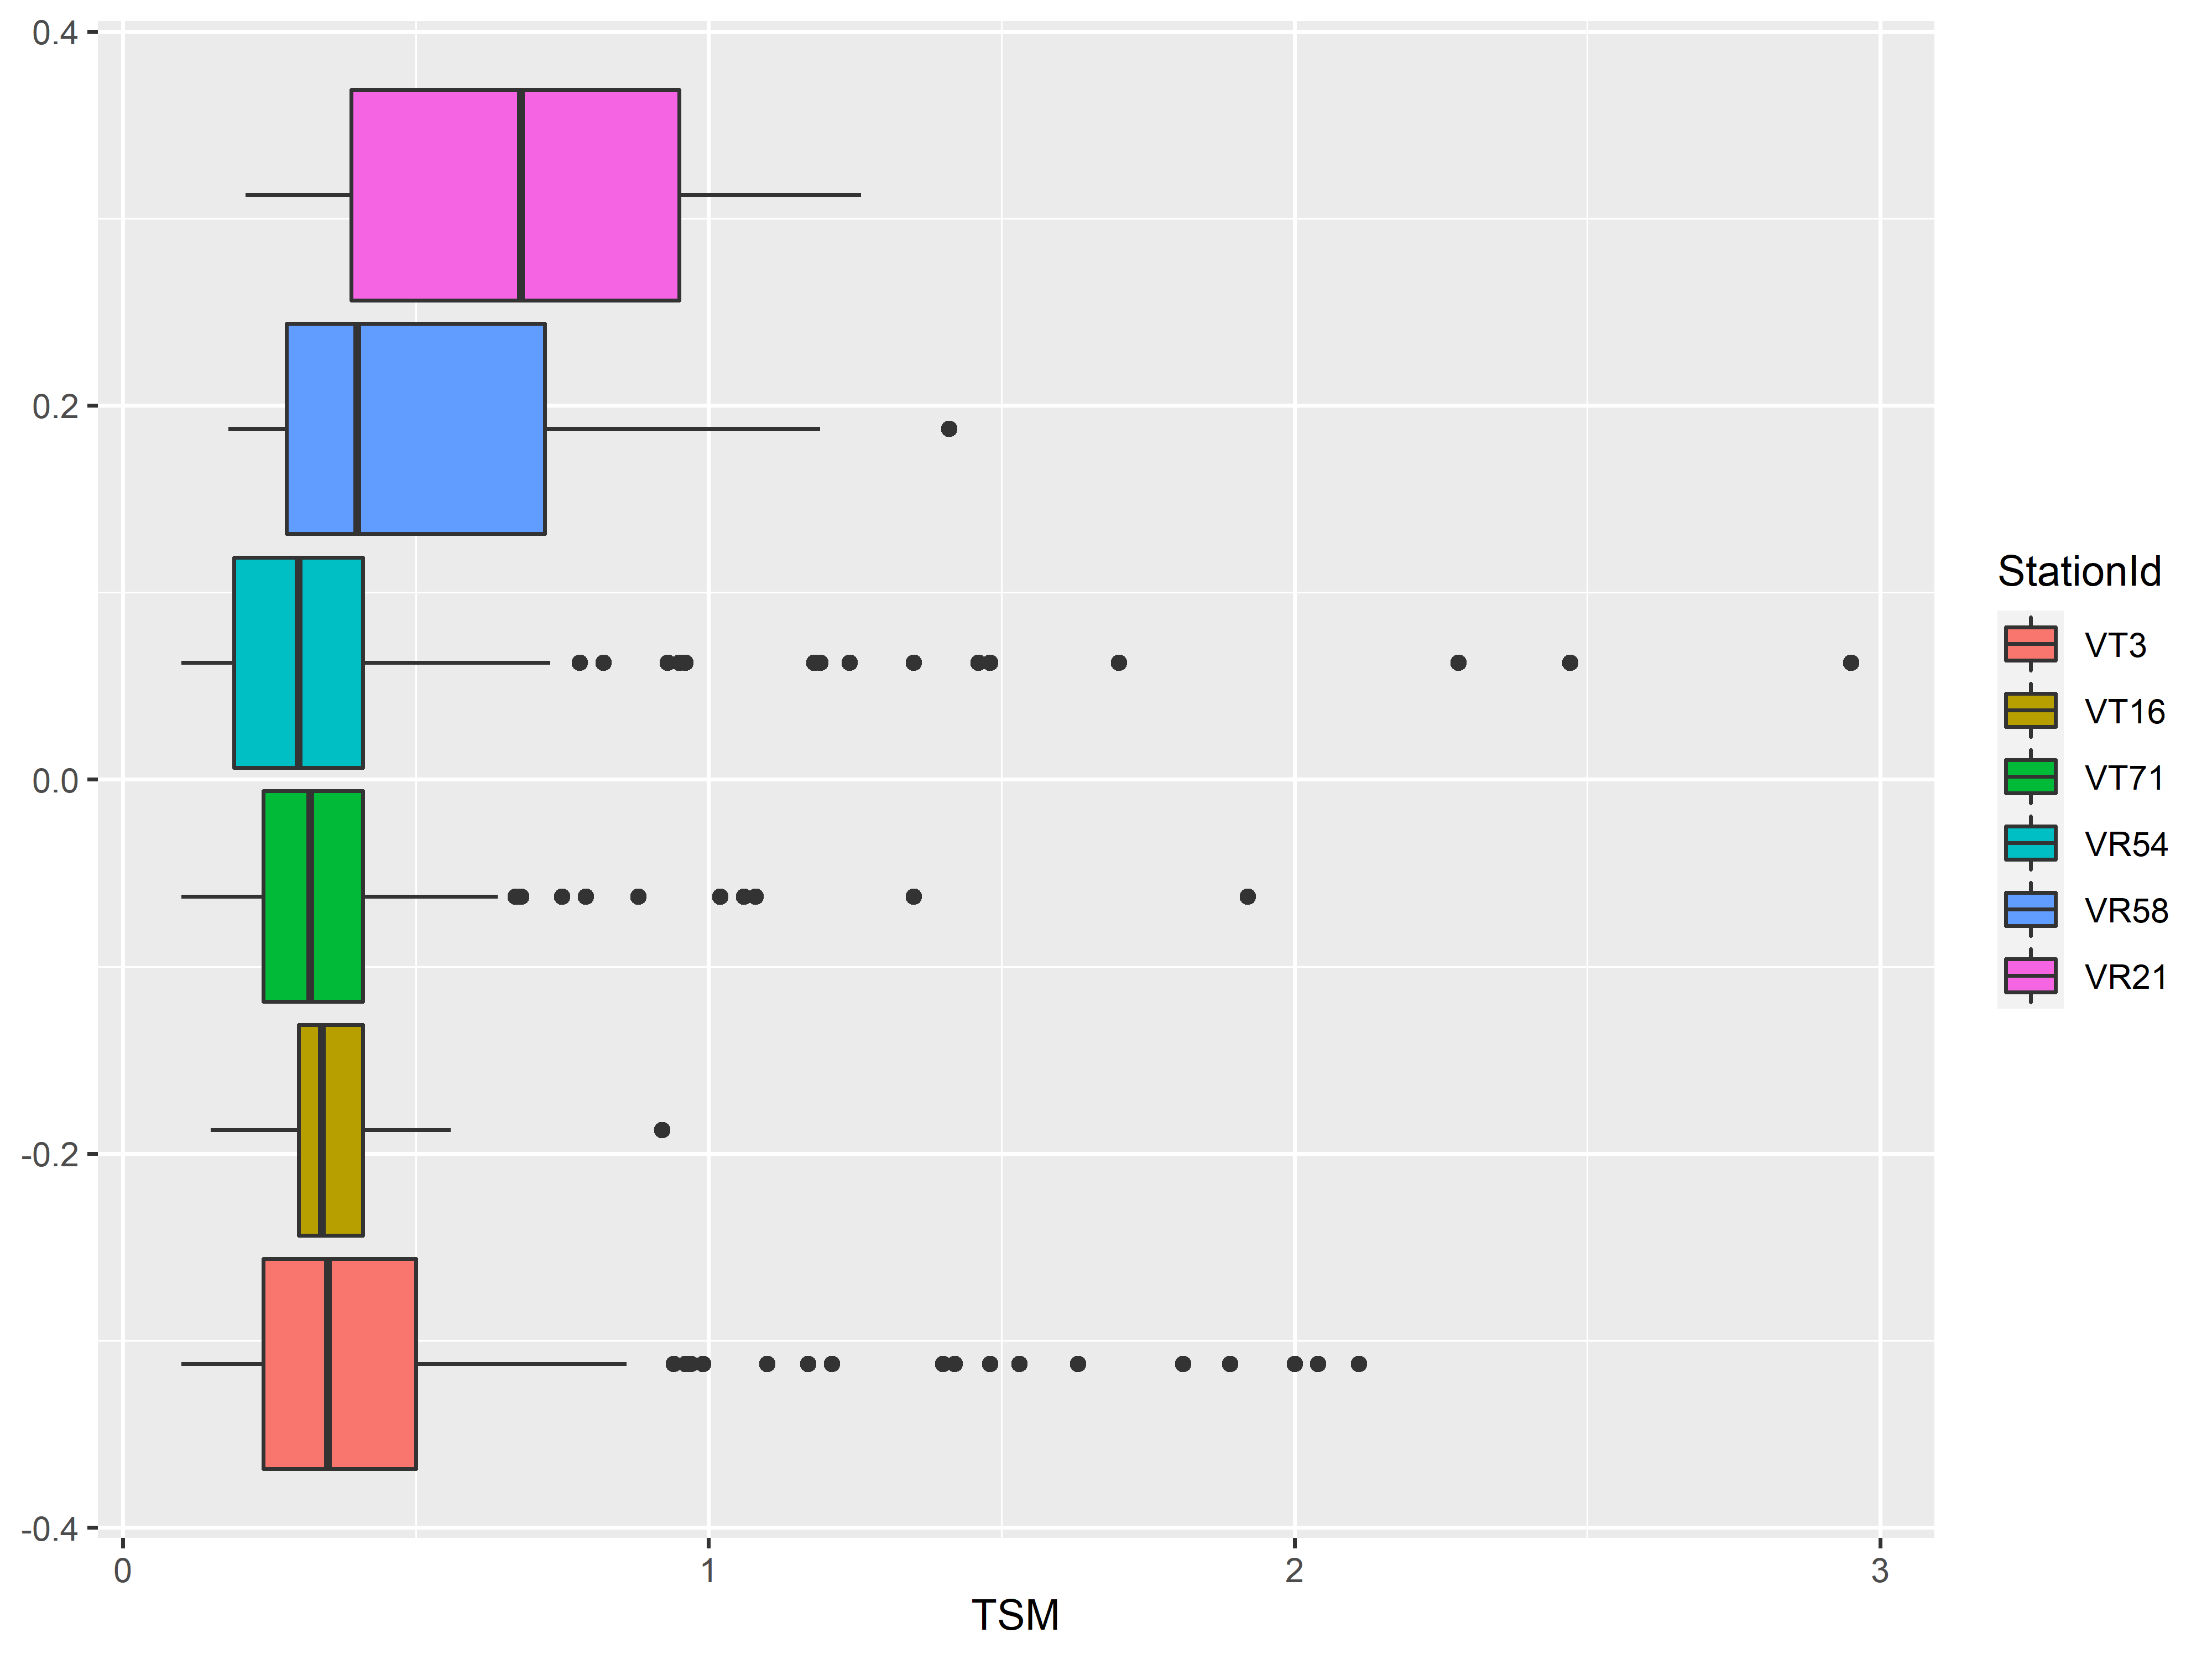 0.4
0.2
0.0
-0.2
-0.4
0
1
2
3
TSM
StationId
VT3
VT16
VT71
VR54
VR58
VR21